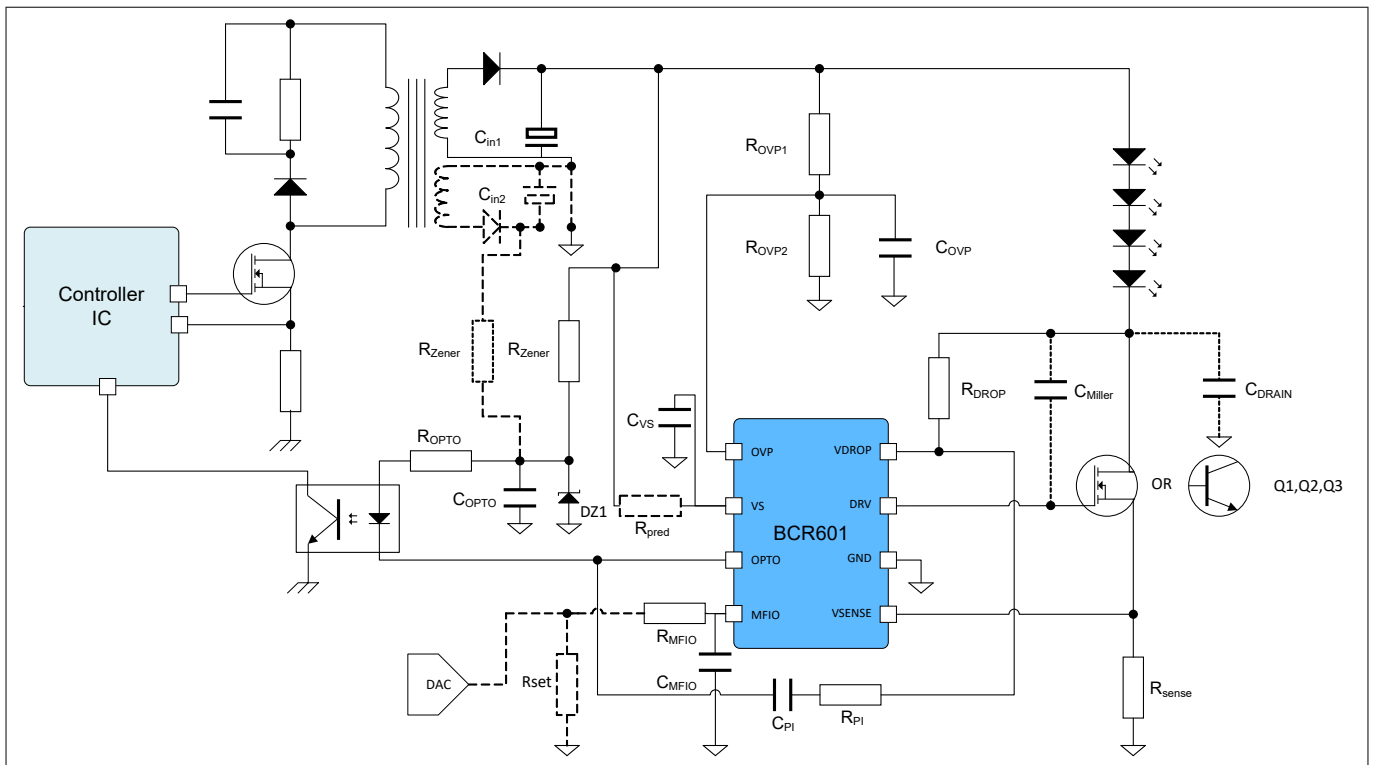 Cin1
ROVP1
Cin2
ROVP2
COVP
Controller
IC
RZener
RZener
RDROP
CMiller
CDRAIN
CVS
ROPTO
OVP
VDROP
COPTO
DZ1
VS
DRV
OR
Q1,Q2,Q3
Rpred
BCR601
OPTO
GND
MFIO
VSENSE
RMFIO
DAC
Rset
CMFIO
Rsense
CPI
RPI